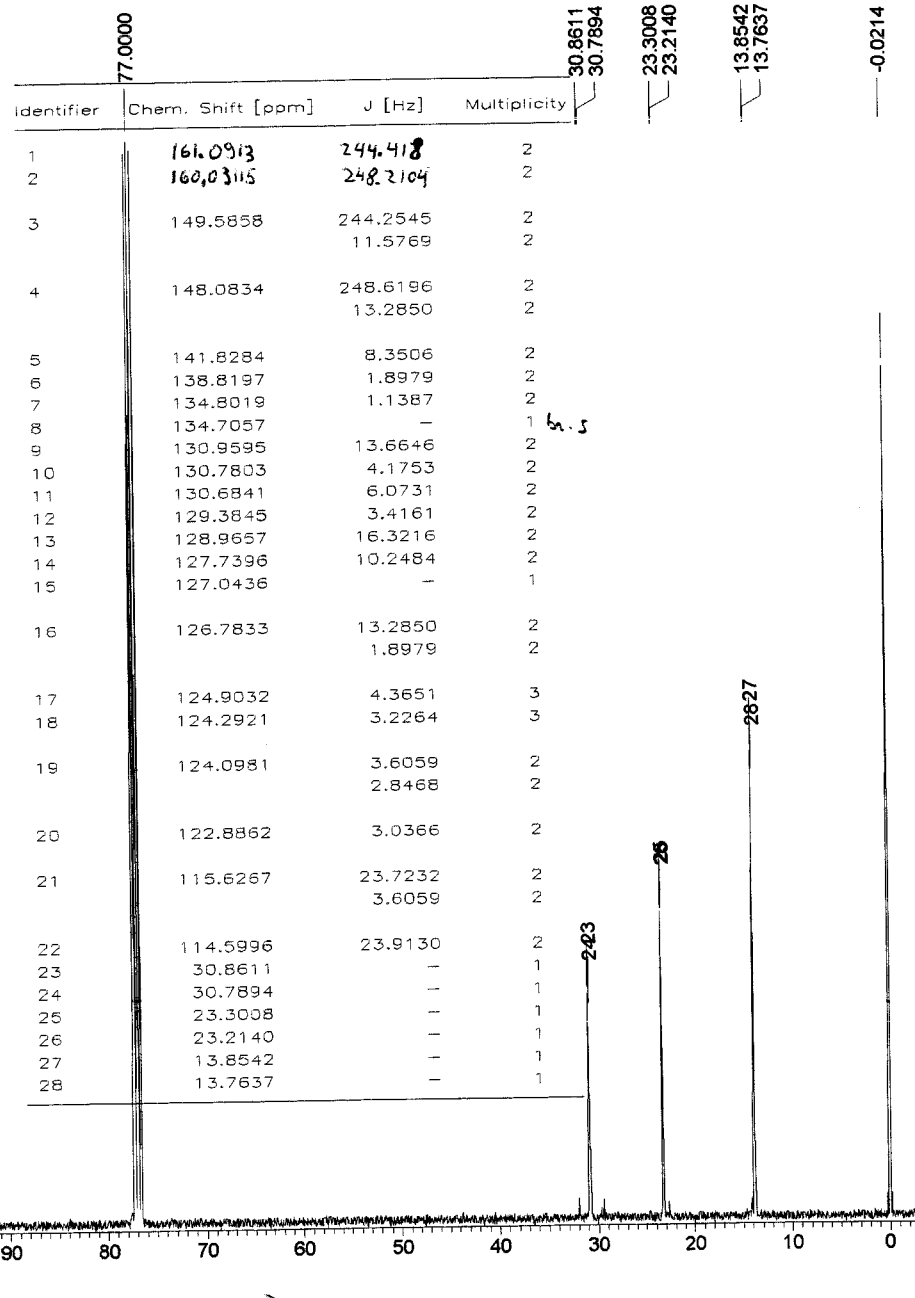 77.0000
30.8611
30.7894
23.3008
23.2140
13.8542
13.7637
-0.0214
Identifier Chem. Shift [ppm] J [Hz] Multiplicity
1 161.0913 244.418 2
2 160,03115 248.2104 2
3 149.5858 244.2545 2
11.5769 2
4 148.0834 248.6196 2
13.2850 2
5 141.8284 8.3506 2
6 138.8197 1.8979 2
7 134.8019 1.1387 2
8 134.7057 – 1 br. s
9 130.9595 13.6646 2
10 130.7803 4.1753 2
11 130.6841 6.0731 2
12 129.3845 3.4161 2
13 128.9657 16.3216 2
14 127.7396 10.2484 2
15 127.0436 – 1
16 126.7833 13.2850 2
1.8979 2
17 124.9032 4.3651 3
18 124.2921 3.2264 3
19 124.0981 3.6059 2
2.8468 2
20 122.8862 3.0366 2
21 115.6267 23.7232 2
3.6059 2
22 114.5996 23.9130 2
23 30.8611 – 1
24 30.7894 – 1
25 23.3008 – 1
26 23.2140 – 1
27 13.8542 – 1
28 13.7637 – 1
90 80 70 60 50 40 30 20 10 0